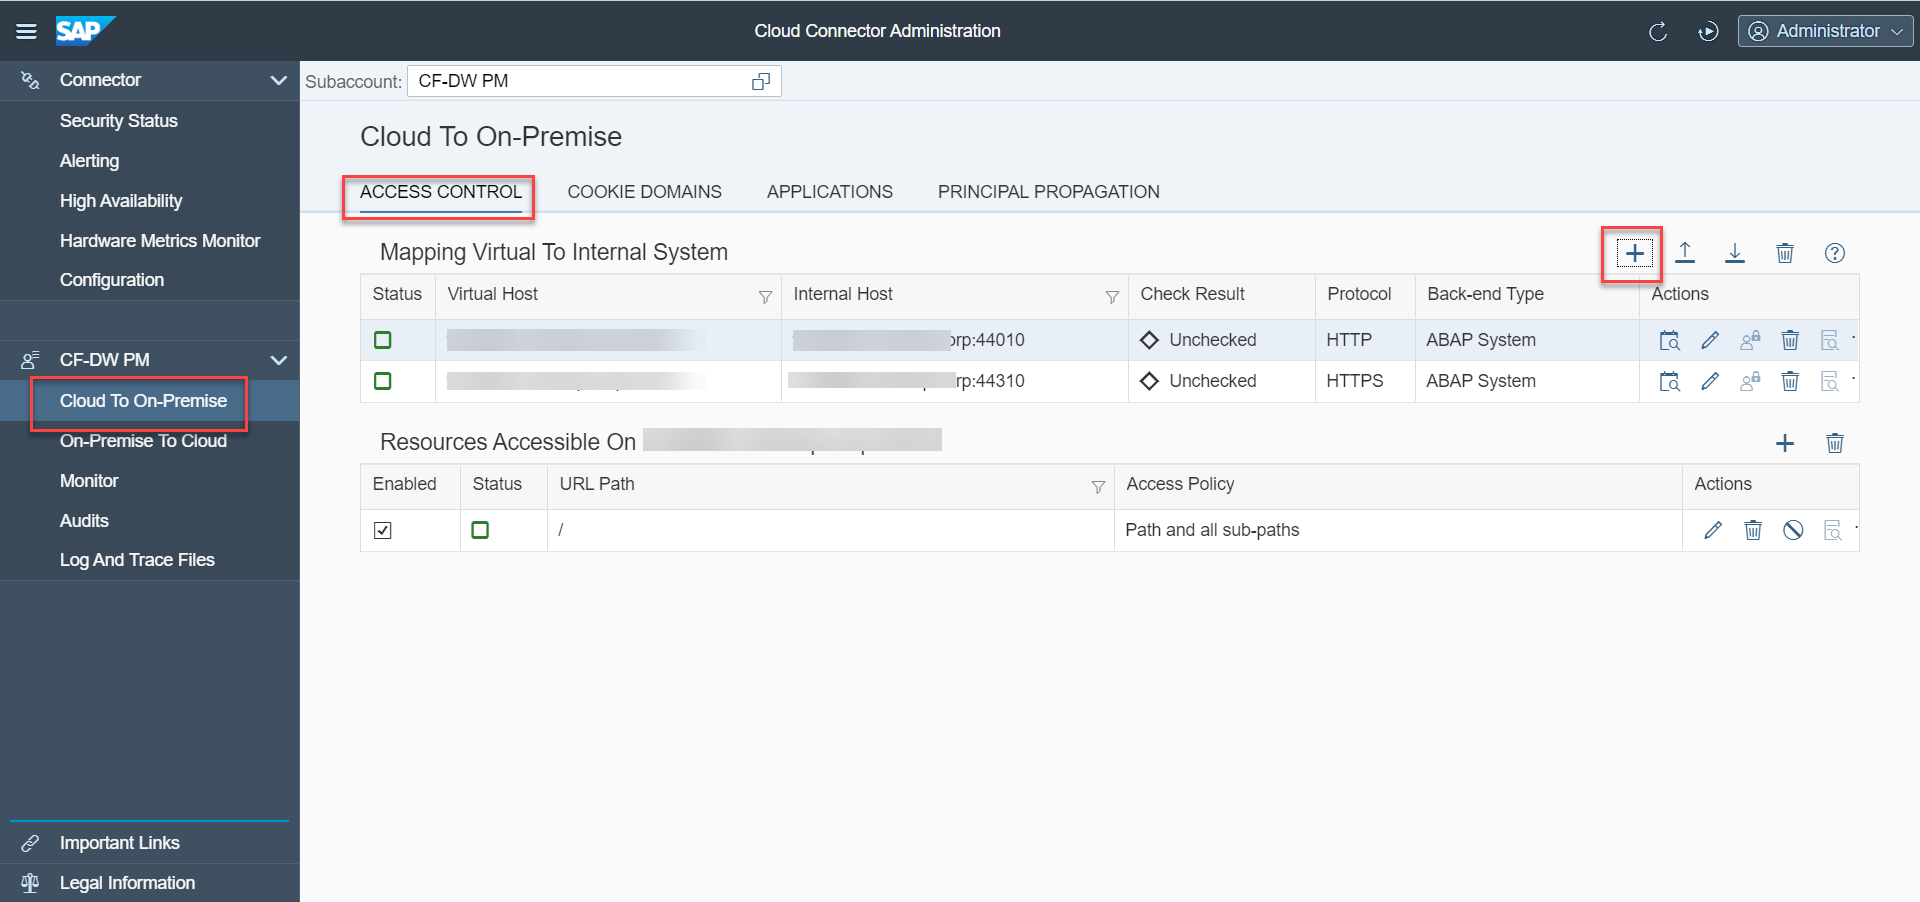 SAP
Cloud Connector Administration
Administrator
Connector
Security Status
Alerting
High Availability
Hardware Metrics Monitor
Configuration
CF-DW PM
Cloud To On-Premise
On-Premise To Cloud
Monitor
Audits
Log And Trace Files
Important Links
Legal Information
Subaccount: CF-DW PM
Cloud To On-Premise
ACCESS CONTROL COOKIE DOMAINS APPLICATIONS PRINCIPAL PROPAGATION
Mapping Virtual To Internal System
Status Virtual Host Internal Host Check Result Protocol Back-end Type Actions
rp:44010 Unchecked HTTP ABAP System
rp:44310 Unchecked HTTPS ABAP System
Resources Accessible On
Enabled Status URL Path Access Policy Actions
/ Path and all sub-paths